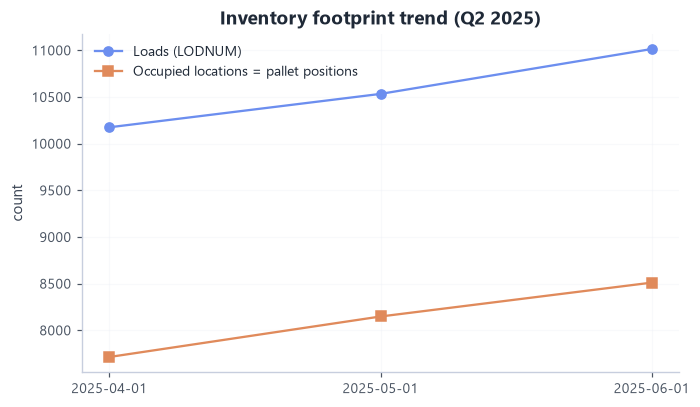 Inventory footprint trend (Q2 2025)
Loads (LODNUM)
Occupied locations = pallet positions
count
11000
10500
10000
9500
9000
8500
8000
2025-04-01
2025-05-01
2025-06-01